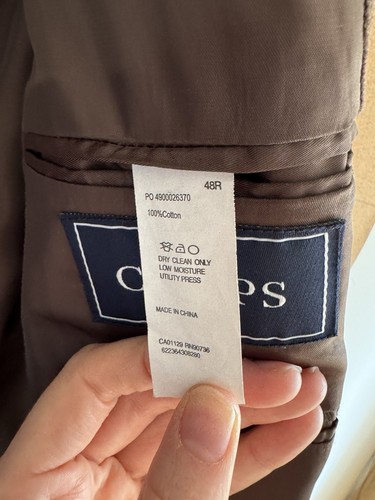 48R
PO 4900026370
100%Cotton
DRY CLEAN ONLY
LOW MOISTURE
UTILITY PRESS
MADE IN CHINA
CA01129 RN90736
622364308280